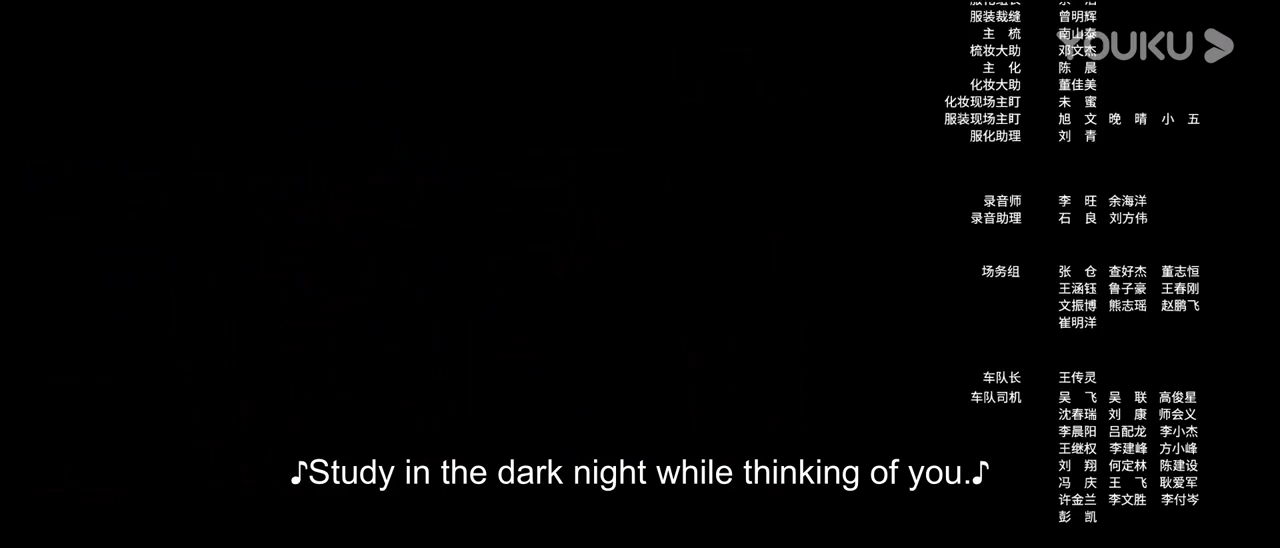 服装裁缝 曾明辉
主 梳 南山泰
梳妆大助 邓文杰
YOUKU
主 化 陈 晨
化妆大助 董佳美
化妆现场主盯 未 蜜
服装现场主盯 旭 文 晚 晴 小 五
服化助理 刘 青
录音师 李 旺 余海洋
录音助理 石 良 刘方伟
场务组 张 仓 查好杰 董志恒
王涵钰 鲁子豪 王春刚
文振博 熊志瑶 赵鹏飞
崔明洋
车队长 王传灵
车队司机 吴 飞 吴 联 高俊星
沈春瑞 刘 康 师会义
李晨阳 吕配龙 李小杰
王继权 李建峰 方小峰
刘 翔 何定林 陈建设
冯 庆 王 飞 耿爱军
许金兰 李文胜 李付岑
彭 凯
♪Study in the dark night while thinking of you.♪